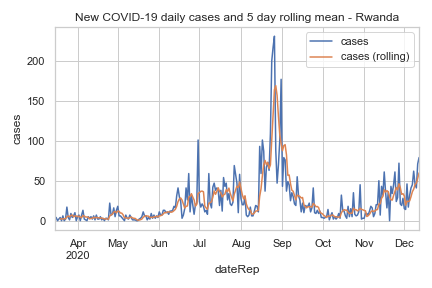 New COVID-19 daily cases and 5 day rolling mean - Rwanda
cases
cases (rolling)
200
150
100
50
0
cases
Apr
2020
May
Jun
Jul
Aug
Sep
Oct
Nov
Dec
dateRep